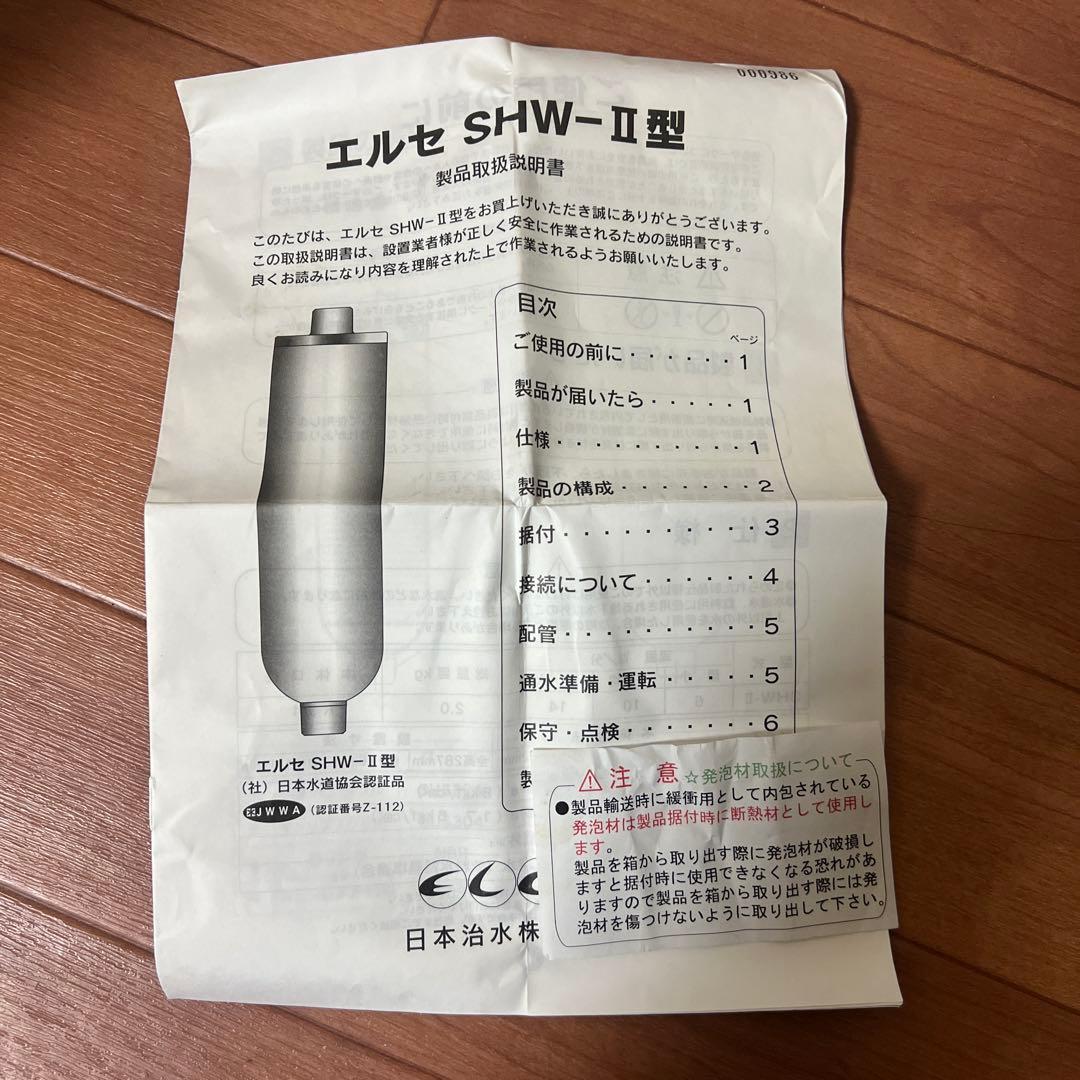 000986
エルセ SHW-Ⅱ型
製品取扱説明書
このたびは、エルセ SHW-Ⅱ型をお買上げいただき誠にありがとうございます。
この取扱説明書は、設置業者様が正しく安全に作業されるための説明書です。
良くお読みになり内容を理解された上で作業されるようお願いいたします。
目次
ページ
ご使用の前に・・・・・・1
製品が届いたら・・・・・1
仕様・・・・・・・・・・1
製品の構成・・・・・・・2
据付・・・・・・・・・・3
接続について・・・・・・4
配管・・・・・・・・・・5
通水準備・運転・・・・・5
保守・点検・・・・・・・6
製
エルセ SHW-Ⅱ型
(社) 日本水道協会認証品
JWWA (認証番号Z-112)
日本治水株
⚠注 意 ☆発泡材取扱について
●製品輸送時に緩衝用として内包されている
発泡材は製品据付時に断熱材として使用し
ます。
製品を箱から取り出す際に発泡材が破損し
ますと据付時に使用できなくなる恐れがあ
りますので製品を箱から取り出す際には発
泡材を傷つけないように取り出して下さい。